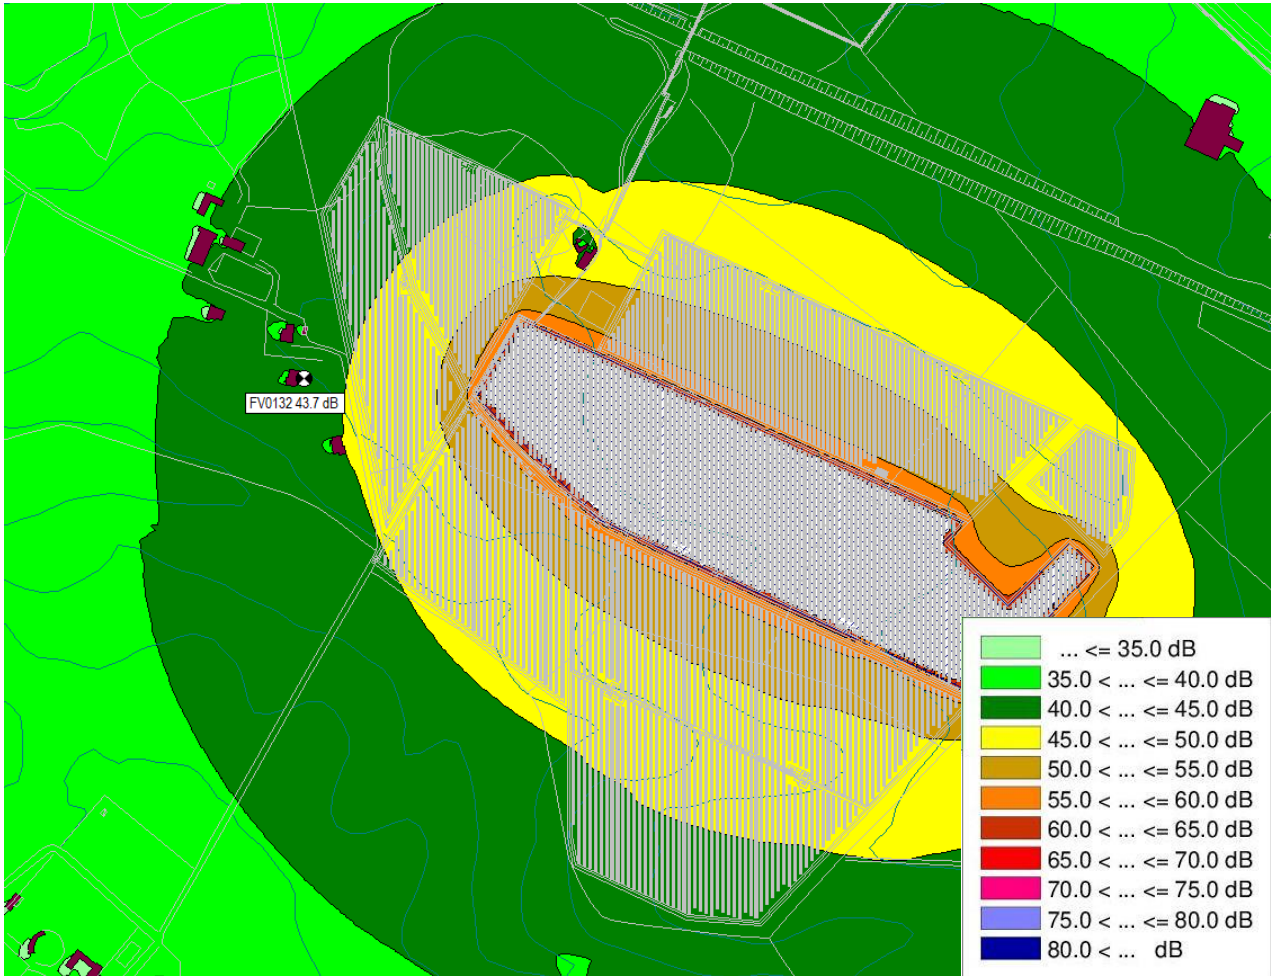 FV0132 43.7 dB
... <= 35.0 dB
35.0 < ... <= 40.0 dB
40.0 < ... <= 45.0 dB
45.0 < ... <= 50.0 dB
50.0 < ... <= 55.0 dB
55.0 < ... <= 60.0 dB
60.0 < ... <= 65.0 dB
65.0 < ... <= 70.0 dB
70.0 < ... <= 75.0 dB
75.0 < ... <= 80.0 dB
80.0 < ... dB